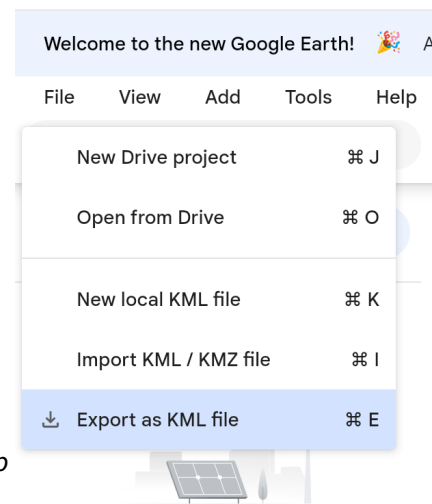 Welcome to the new Google Earth! 🎉 A
File View Add Tools Help
New Drive project ⌘ J
Open from Drive ⌘ O
New local KML file ⌘ K
Import KML / KMZ file ⌘ I
Export as KML file ⌘ E